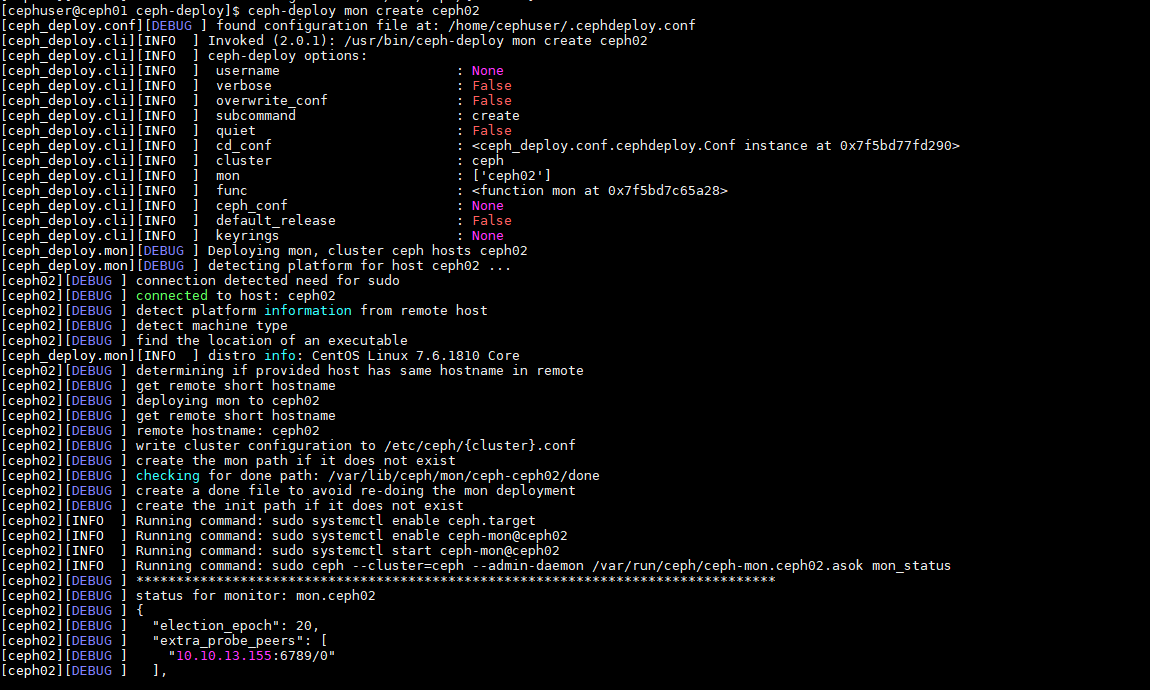 [cephuser@ceph01 ceph-deploy]$ ceph-deploy mon create ceph02
[ceph_deploy.conf][DEBUG ] found configuration file at: /home/cephuser/.cephdeploy.conf
[ceph_deploy.cli][INFO  ] Invoked (2.0.1): /usr/bin/ceph-deploy mon create ceph02
[ceph_deploy.cli][INFO  ] ceph-deploy options:
[ceph_deploy.cli][INFO  ]  username                      : None
[ceph_deploy.cli][INFO  ]  verbose                       : False
[ceph_deploy.cli][INFO  ]  overwrite_conf                : False
[ceph_deploy.cli][INFO  ]  subcommand                    : create
[ceph_deploy.cli][INFO  ]  quiet                         : False
[ceph_deploy.cli][INFO  ]  cd_conf                       : <ceph_deploy.conf.cephdeploy.Conf instance at 0x7f5bd77fd290>
[ceph_deploy.cli][INFO  ]  cluster                       : ceph
[ceph_deploy.cli][INFO  ]  mon                           : ['ceph02']
[ceph_deploy.cli][INFO  ]  func                          : <function mon at 0x7f5bd7c65a28>
[ceph_deploy.cli][INFO  ]  ceph_conf                     : None
[ceph_deploy.cli][INFO  ]  default_release               : False
[ceph_deploy.cli][INFO  ]  keyrings                      : None
[ceph_deploy.mon][DEBUG ] Deploying mon, cluster ceph hosts ceph02
[ceph_deploy.mon][DEBUG ] detecting platform for host ceph02 ...
[ceph02][DEBUG ] connection detected need for sudo
[ceph02][DEBUG ] connected to host: ceph02
[ceph02][DEBUG ] detect platform information from remote host
[ceph02][DEBUG ] detect machine type
[ceph02][DEBUG ] find the location of an executable
[ceph_deploy.mon][INFO  ] distro info: CentOS Linux 7.6.1810 Core
[ceph02][DEBUG ] determining if provided host has same hostname in remote
[ceph02][DEBUG ] get remote short hostname
[ceph02][DEBUG ] deploying mon to ceph02
[ceph02][DEBUG ] get remote short hostname
[ceph02][DEBUG ] remote hostname: ceph02
[ceph02][DEBUG ] write cluster configuration to /etc/ceph/{cluster}.conf
[ceph02][DEBUG ] create the mon path if it does not exist
[ceph02][DEBUG ] checking for done path: /var/lib/ceph/mon/ceph-ceph02/done
[ceph02][DEBUG ] create a done file to avoid re-doing the mon deployment
[ceph02][DEBUG ] create the init path if it does not exist
[ceph02][INFO  ] Running command: sudo systemctl enable ceph.target
[ceph02][INFO  ] Running command: sudo systemctl enable ceph-mon@ceph02
[ceph02][INFO  ] Running command: sudo systemctl start ceph-mon@ceph02
[ceph02][INFO  ] Running command: sudo ceph --cluster=ceph --admin-daemon /var/run/ceph/ceph-mon.ceph02.asok mon_status
[ceph02][DEBUG ] ********************************************************************************
[ceph02][DEBUG ] status for monitor: mon.ceph02
[ceph02][DEBUG ] {
[ceph02][DEBUG ]   "election_epoch": 20,
[ceph02][DEBUG ]   "extra_probe_peers": [
[ceph02][DEBUG ]     "10.10.13.155:6789/0"
[ceph02][DEBUG ]   ],